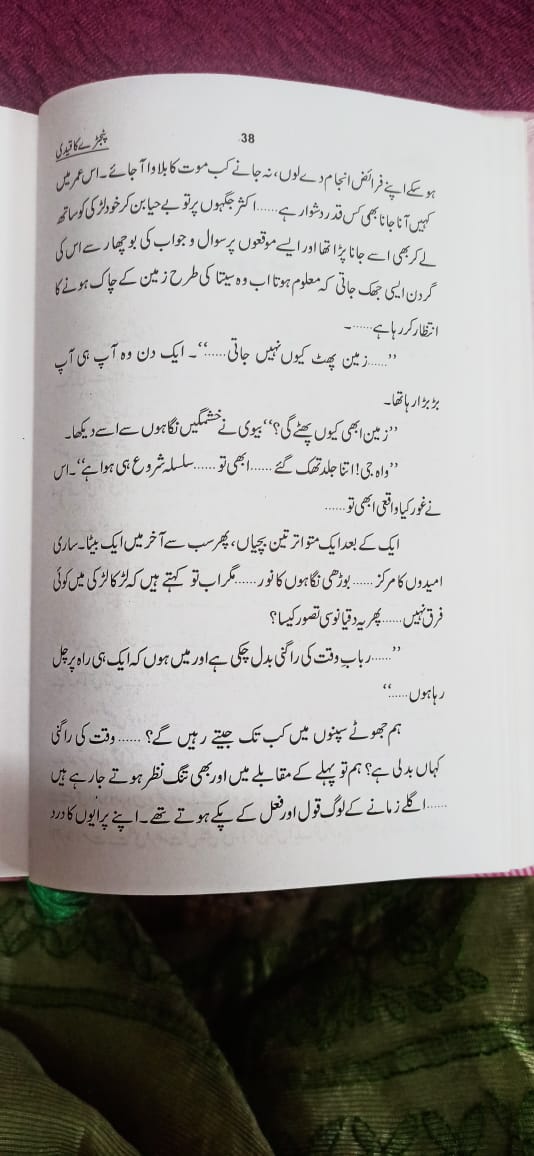 38
پنجڑے کا قیدی
ہو سکے اپنے فرائض انجام دے لوں، نہ جانے کب موت کا بلاوا آ جائے۔ اس عمر میں
کہیں آنا جانا بھی کس قدر دشوار ہے......اکثر جگہوں پر تو بے حیا بن کر خود لڑکی کو ساتھ
لے کر بھی اسے جانا پڑا تھا اور ایسے موقعوں پر سوال و جواب کی بوچھار سے اس کی
گردن ایسی جھک جاتی کہ معلوم ہوتا اب وہ سیتا کی طرح زمین کے چاک ہونے کا
انتظار کر رہا ہے......۔
”......زمین پھٹ کیوں نہیں جاتی......“۔ ایک دن وہ آپ ہی آپ
بڑبڑا رہا تھا۔
”زمین ابھی کیوں پھٹے گی؟“ بیوی نے خشمگیں نگاہوں سے اسے دیکھا۔
”واہ جی! اتنا جلد تھک گئے......ابھی تو......سلسلہ شروع ہی ہوا ہے“۔ اس
نے غور کیا واقعی ابھی تو......
ایک کے بعد ایک متواتر تین بچیاں، پھر سب سے آخر میں ایک بیٹا۔ ساری
امیدوں کا مرکز......بوڑھی نگاہوں کا نور......مگر اب تو کہتے ہیں کہ لڑکا لڑکی میں کوئی
فرق نہیں......پھر یہ دقیانوسی تصور کیسا؟
”......رباب وقت کی راگنی بدل چکی ہے اور میں ہوں کہ ایک ہی راہ پر چل
رہا ہوں......“
ہم جھوٹے سپنوں میں کب تک جیتے رہیں گے؟ ......وقت کی راگنی
کہاں بدلی ہے؟ ہم تو پہلے کے مقابلے میں اور بھی تنگ نظر ہوتے جا رہے ہیں
......اگلے زمانے کے لوگ قول اور فعل کے پکے ہوتے تھے۔ اپنے پرایوں کا درد